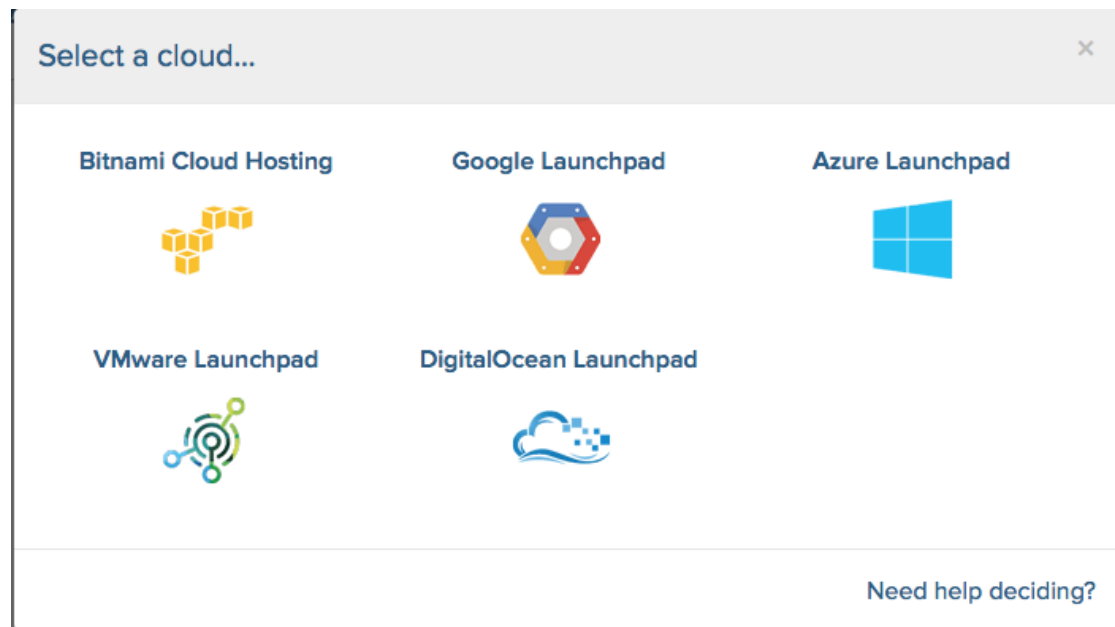 Select a cloud...
×
Bitnami Cloud Hosting
Google Launchpad
Azure Launchpad
VMware Launchpad
DigitalOcean Launchpad
Need help deciding?